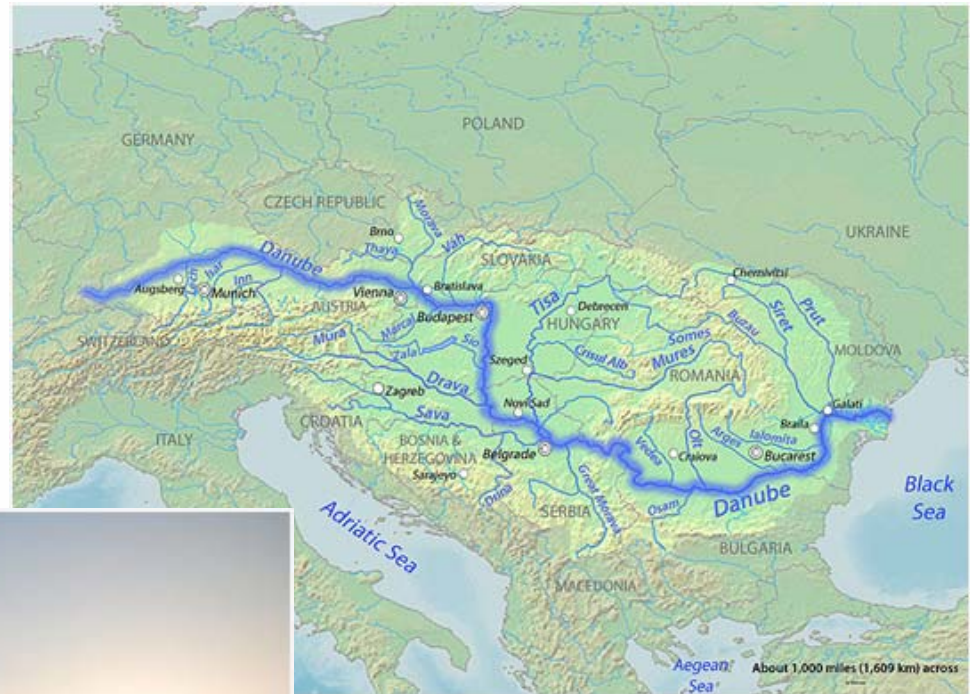 POLAND
GERMANY
CZECH REPUBLIC
UKRAINE
Morava
Brno
Vah
Thaya
SLOVAKIA
Danube
Chernivitsi
Inn
Augsberg
Munich
Vienna
Bratislava
AUSTRIA
Budapest
Tisa
Debrecen
HUNGARY
Siret
Prut
Buzau
Marcal
Sio
Zalal
Mura
SWITZERLAND
Somes
MOLDOVA
Szeged
Crisul Alb
Mures
ROMANIA
Drava
Zagreb
Novi Sad
Galati
Braila
Sava
CROATIA
ITALY
BOSNIA &
HERZEGOVINA
Belgrade
Vedea
Olt
Arges
Ialomita
Craiova
Bucarest
Sarajevo
Drina
Great Morava
Osam
Danube
SERBIA
Black
Sea
Adriatic Sea
BULGARIA
MACEDONIA
Aegean
Sea
About 1,000 miles (1,609 km) across